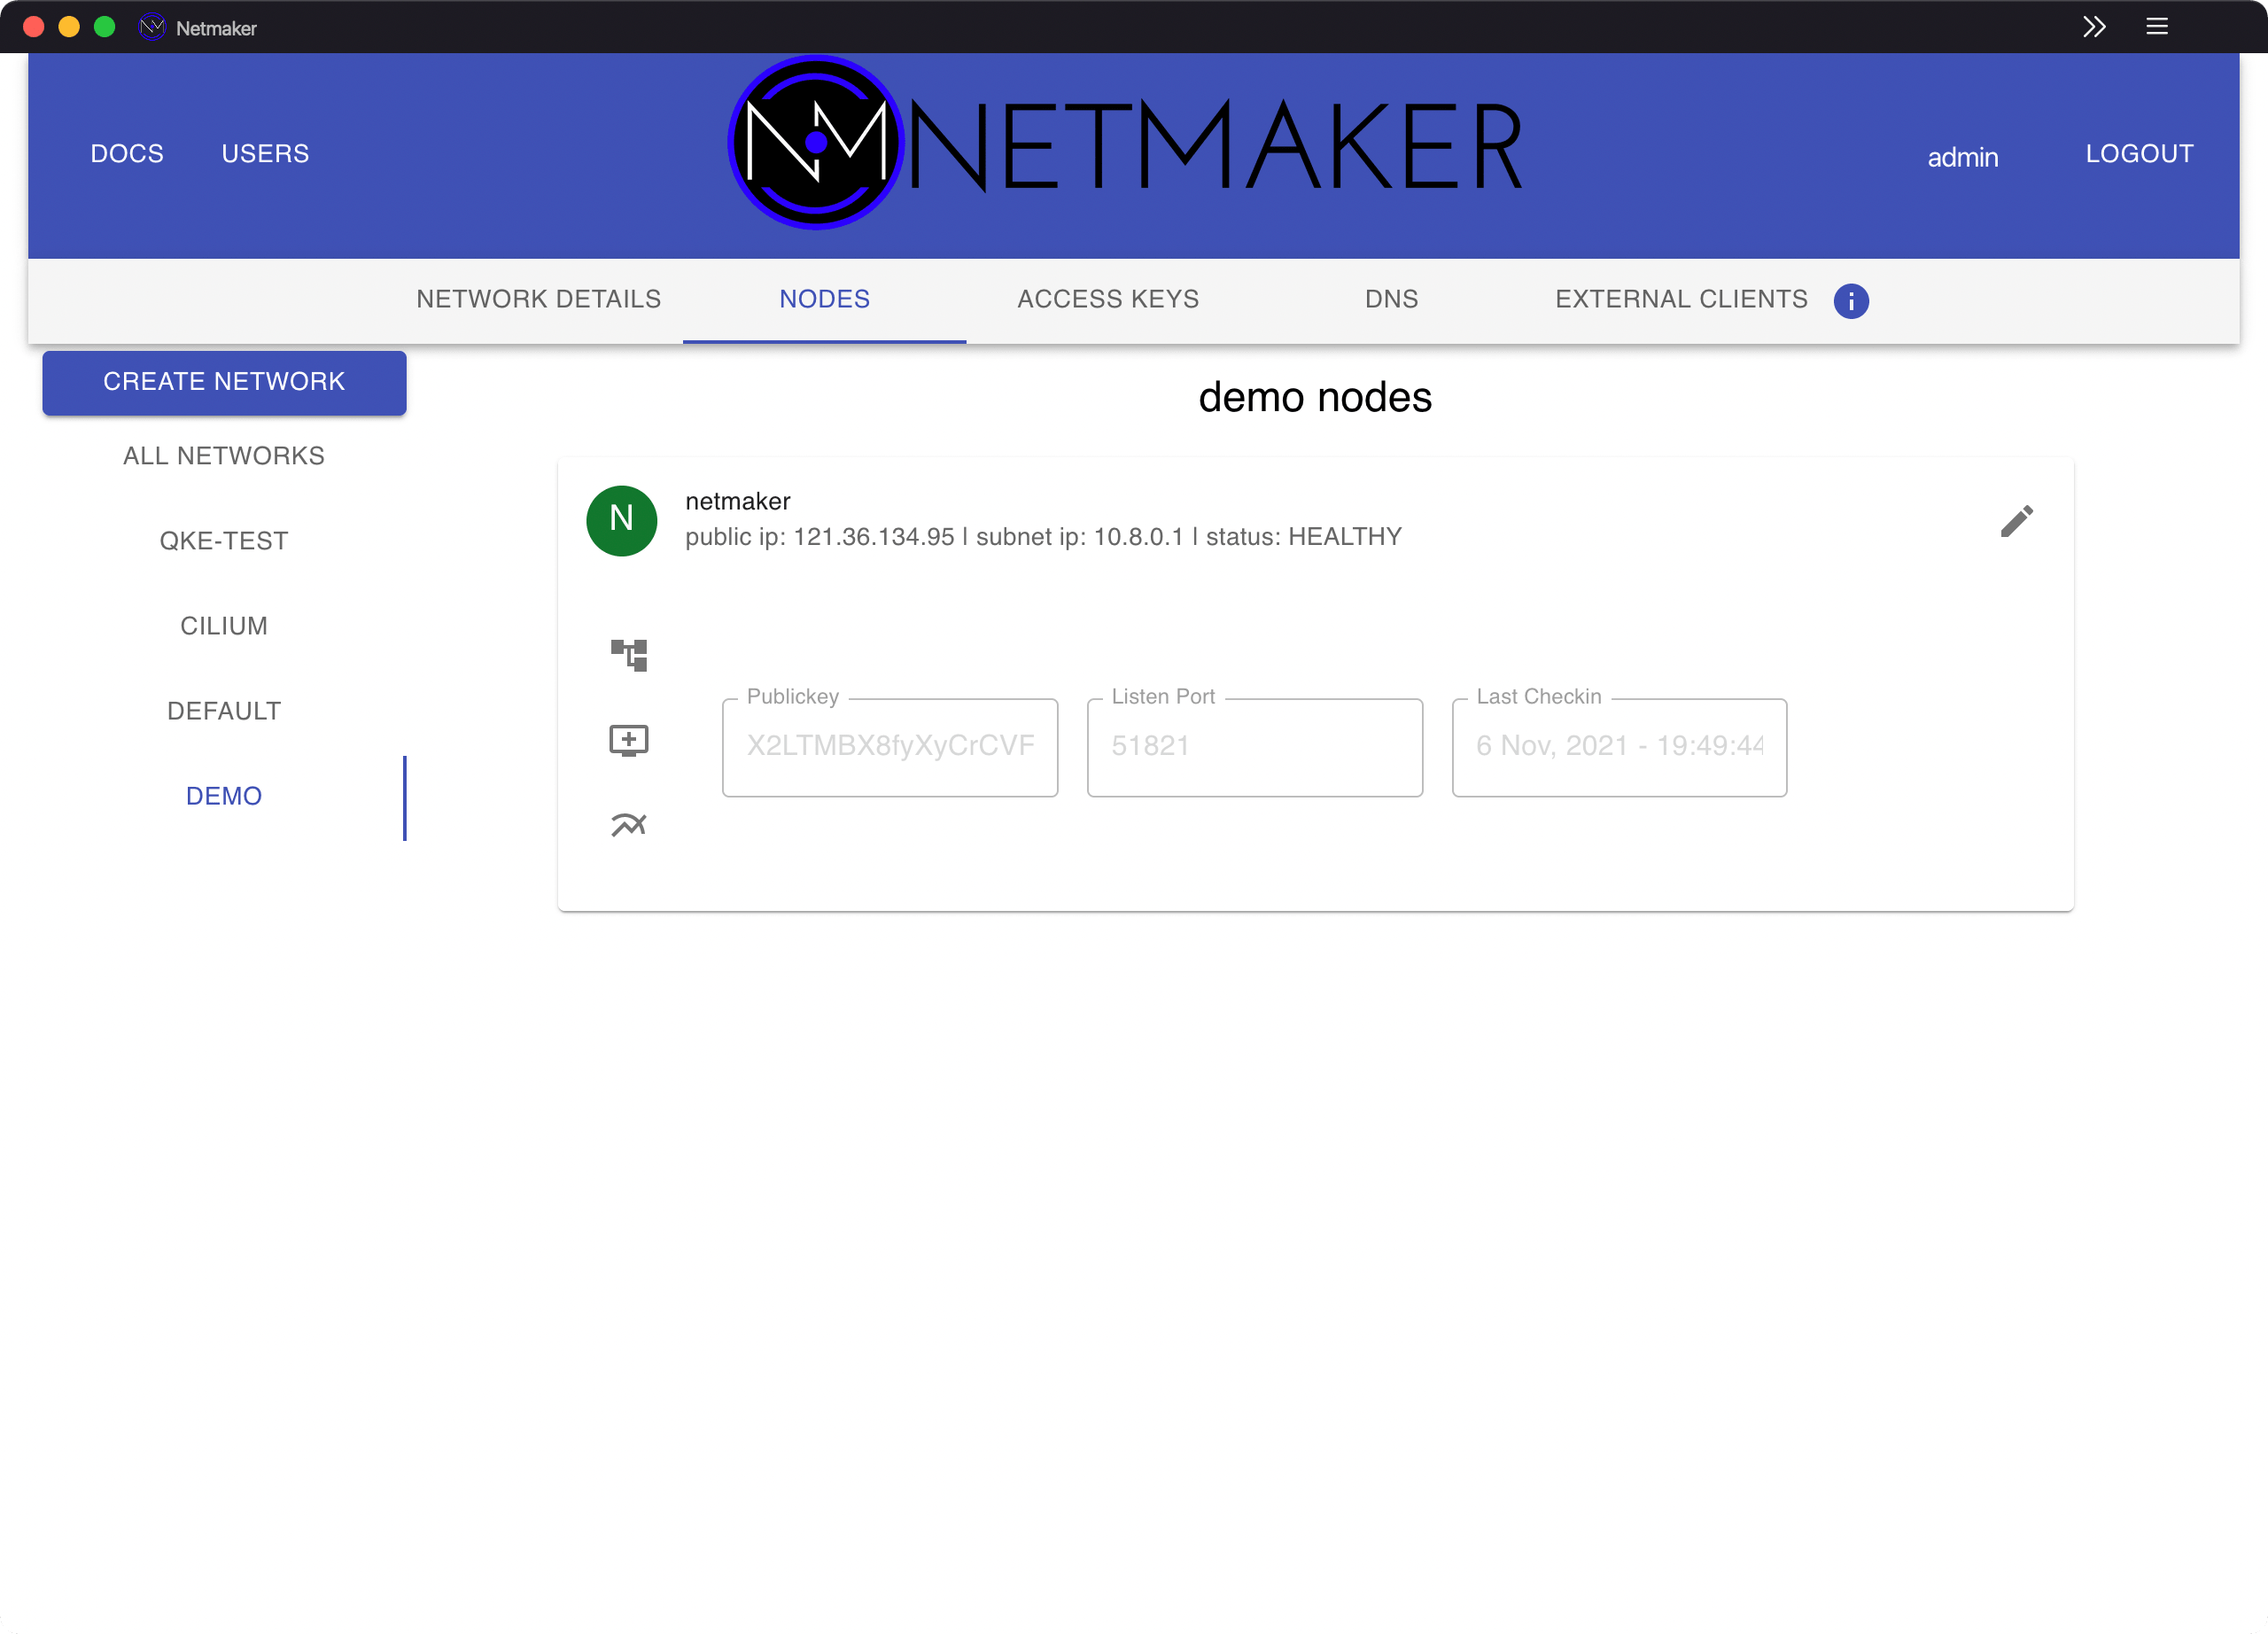 Netmaker
DOCS USERS NM NETMAKER admin LOGOUT
NETWORK DETAILS NODES ACCESS KEYS DNS EXTERNAL CLIENTS i
CREATE NETWORK
ALL NETWORKS
QKE-TEST
CILIUM
DEFAULT
DEMO
demo nodes
N netmaker
public ip: 121.36.134.95 | subnet ip: 10.8.0.1 | status: HEALTHY
Publickey Listen Port Last Checkin
X2LTMBX8fyXyCrCVF 51821 6 Nov, 2021 - 19:49:44